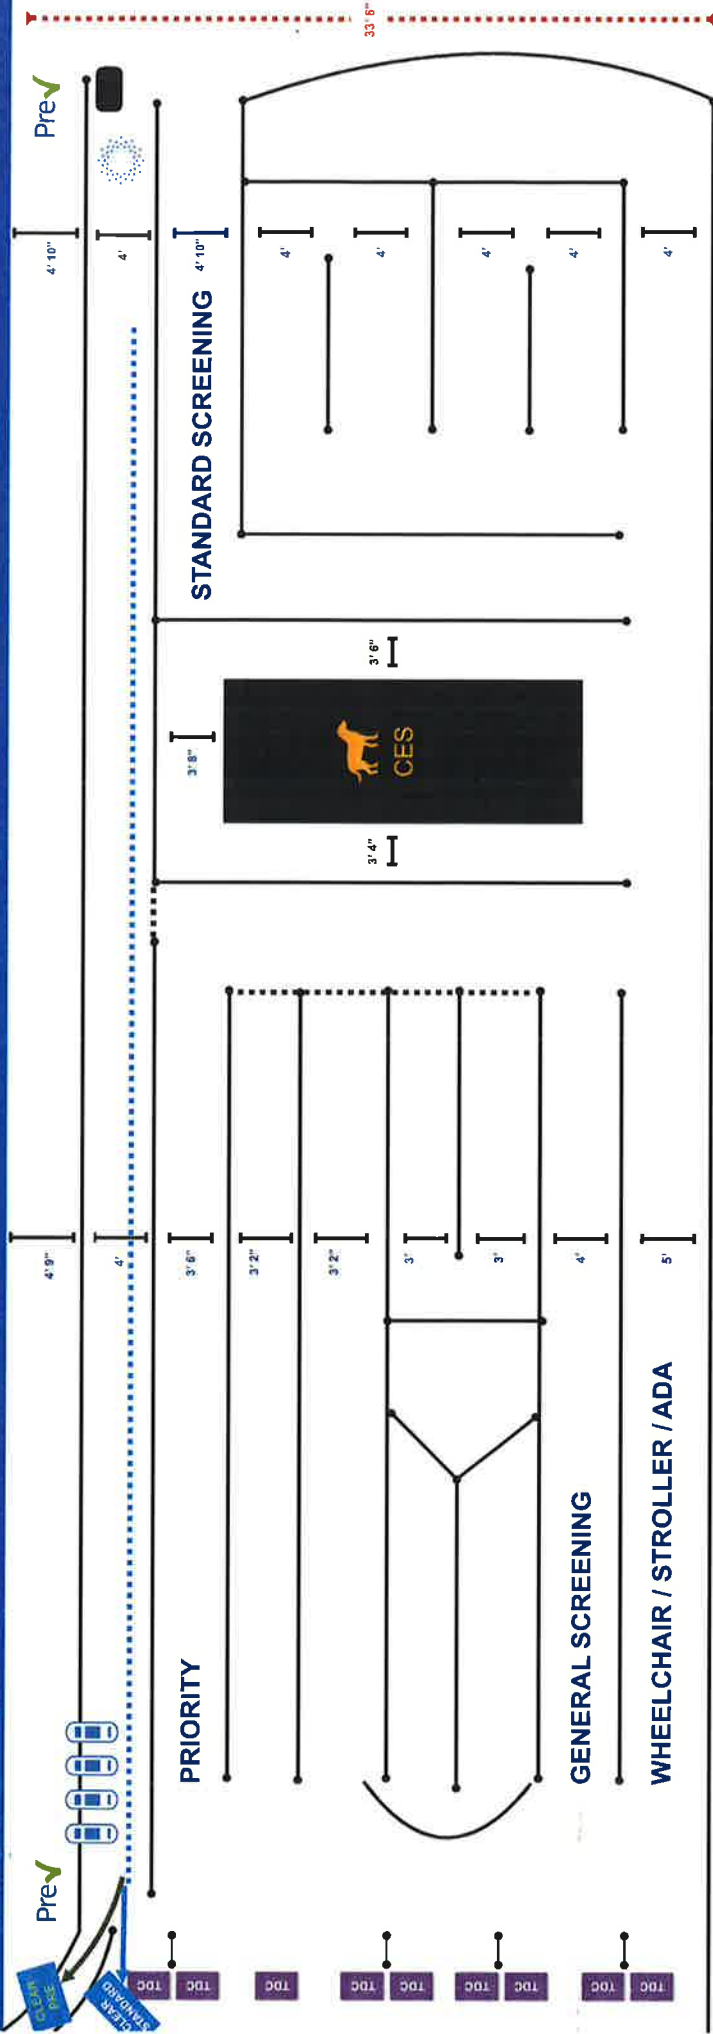 33' 6"
Pre✓
4' 10"
4'
4' 10"
4'
4'
4'
4'
4'
STANDARD SCREENING
3' 6"
3' 8"
CES
3' 4"
4' 9"
4'
3' 6"
3' 2"
3' 2"
3'
3'
4'
5'
PRIORITY
GENERAL SCREENING
WHEELCHAIR / STROLLER / ADA
Pre✓
CLEAR
PRE
CLEAR
STANDARD
TDC
TDC
TDC
TDC
TDC
TDC
TDC
TDC
TDC